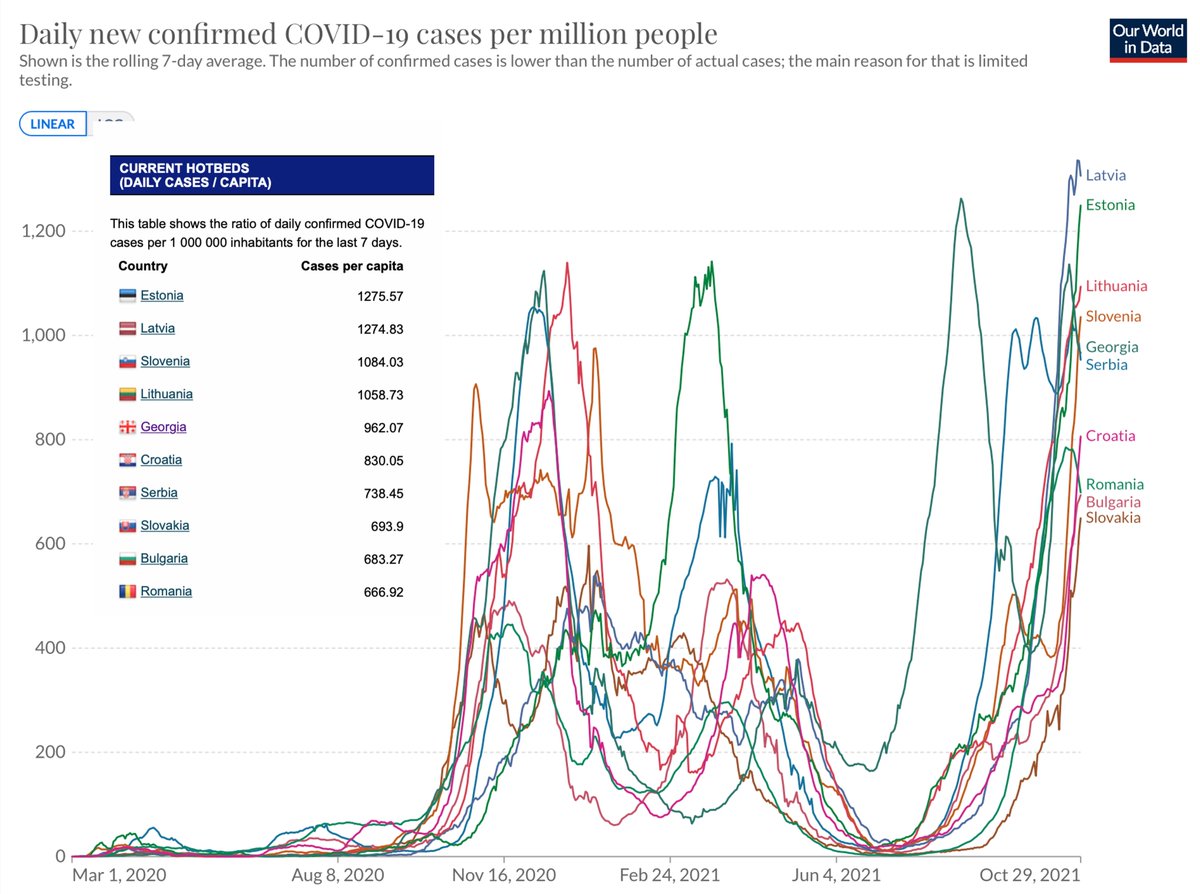 Daily new confirmed COVID-19 cases per million people
Our World
in Data
Shown is the rolling 7-day average. The number of confirmed cases is lower than the number of actual cases; the main reason for that is limited
testing.
LINEAR
CURRENT HOTBEDS
(DAILY CASES / CAPITA)
This table shows the ratio of daily confirmed COVID-19
cases per 1 000 000 inhabitants for the last 7 days.
Country Cases per capita
Estonia 1275.57
Latvia 1274.83
Slovenia 1084.03
Lithuania 1058.73
Georgia 962.07
Croatia 830.05
Serbia 738.45
Slovakia 693.9
Bulgaria 683.27
Romania 666.92
1,200
1,000
800
600
400
200
0
Latvia
Estonia
Lithuania
Slovenia
Georgia
Serbia
Croatia
Romania
Bulgaria
Slovakia
Mar 1, 2020 Aug 8, 2020 Nov 16, 2020 Feb 24, 2021 Jun 4, 2021 Oct 29, 2021